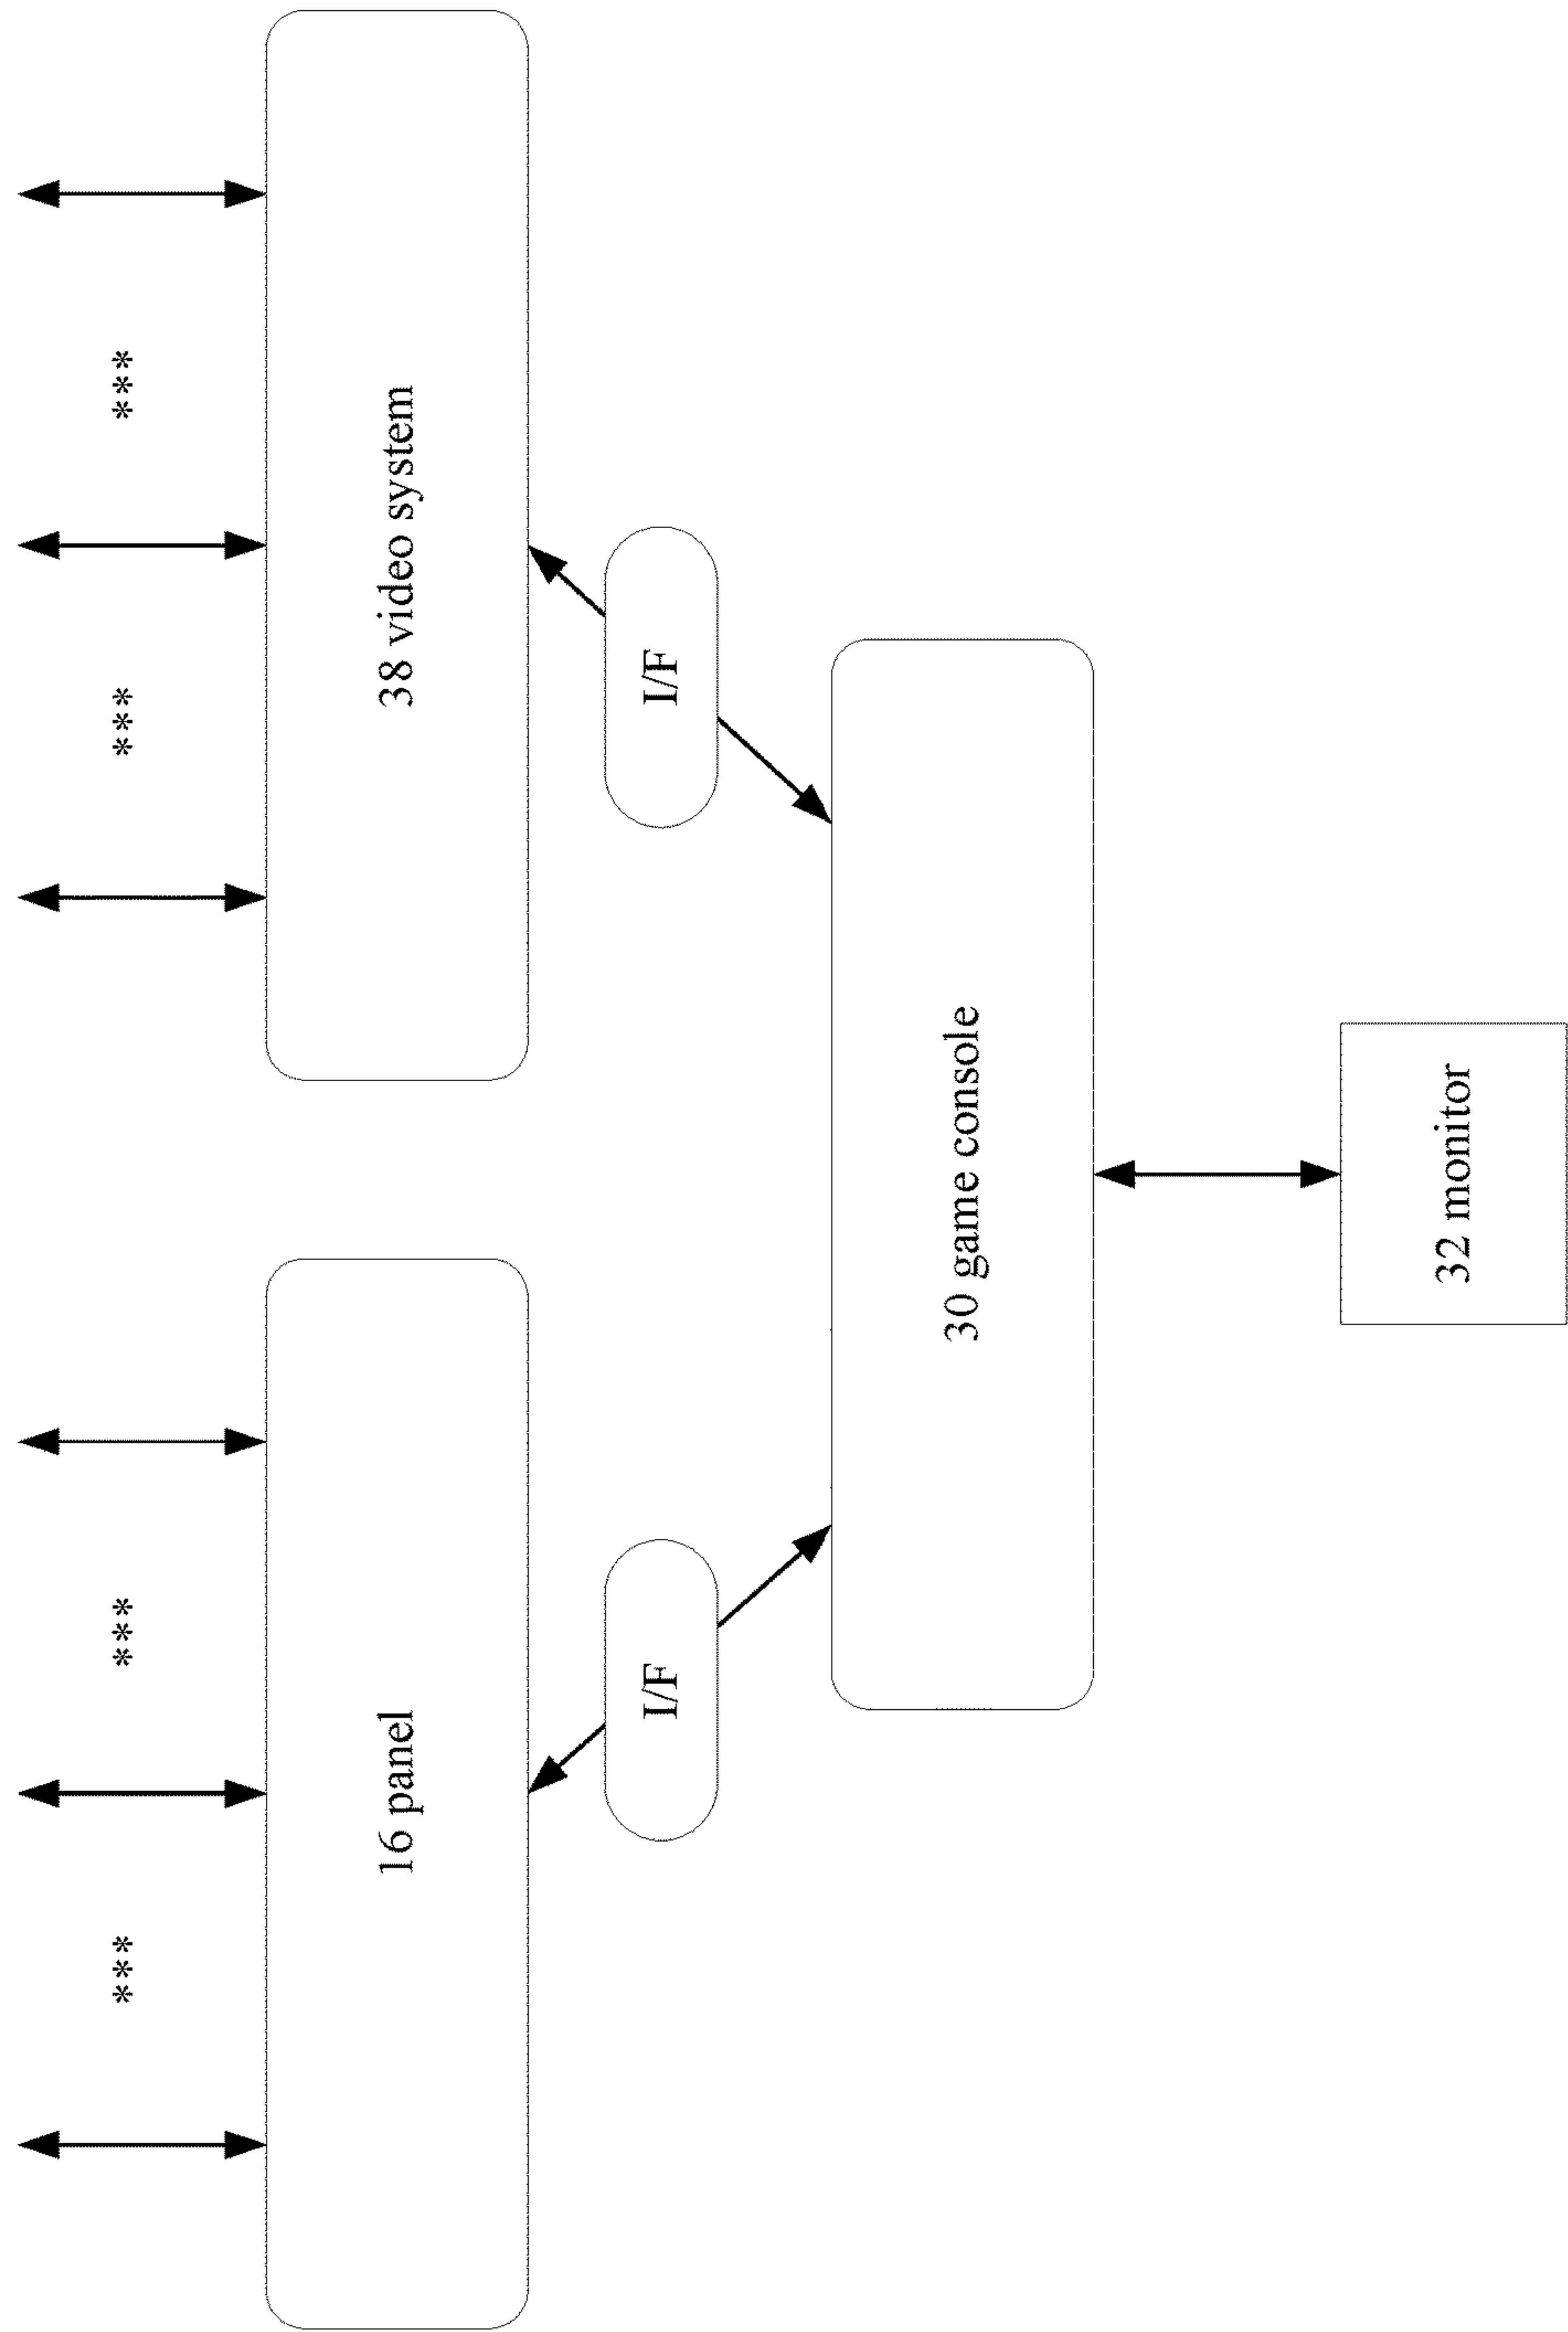 ***
***
***
***
16 panel
38 video system
I/F
I/F
30 game console
32 monitor